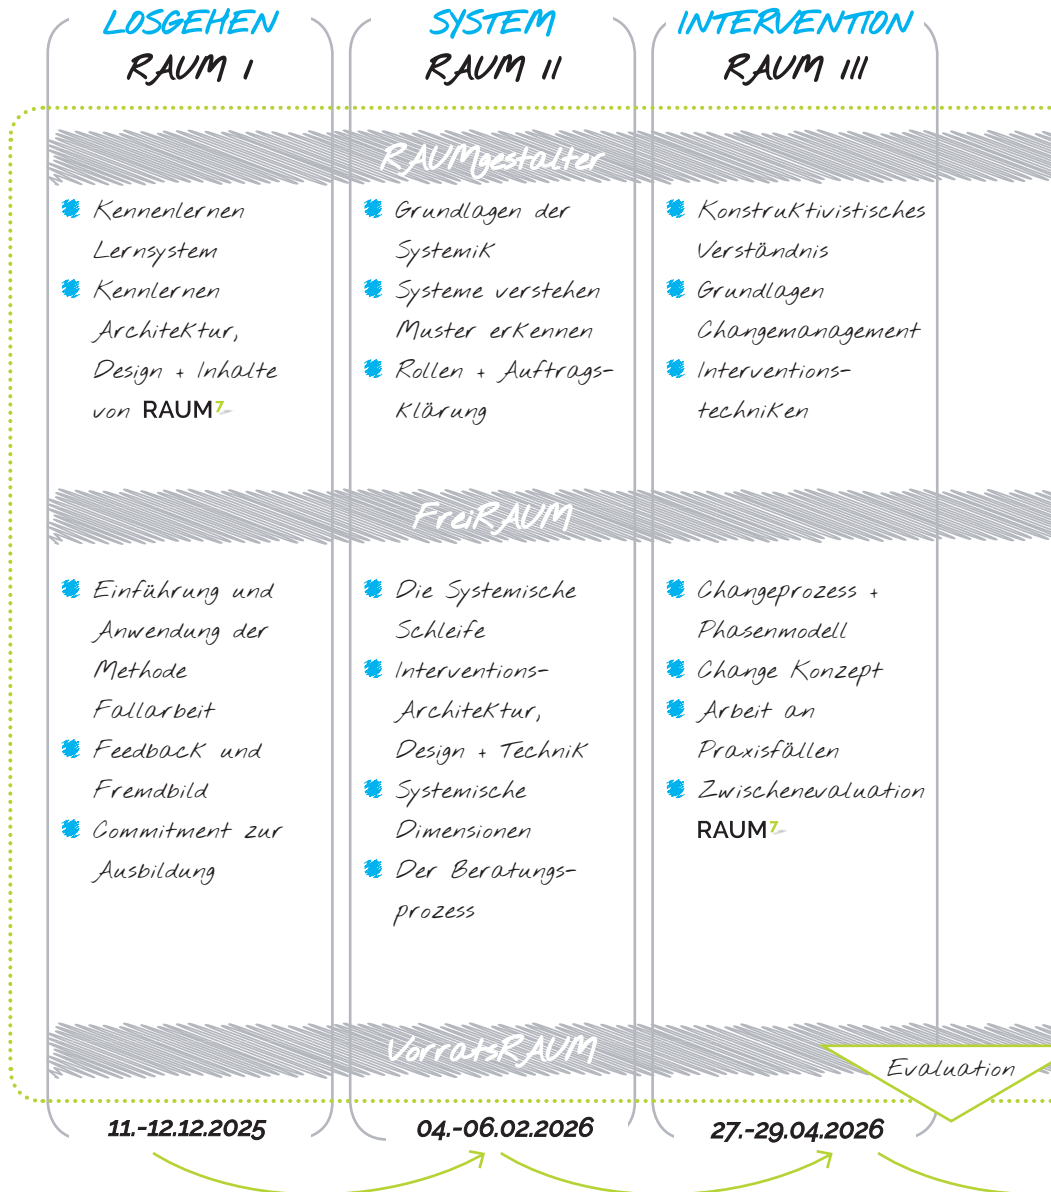 LOSGEHEN
RAUM I
SYSTEM
RAUM II
INTERVENTION
RAUM III
RAUMgestalter
Kennenlernen
Lernsystem
Kennlernen
Architektur,
Design + Inhalte
von RAUM7
Grundlagen der
Systemik
Systeme verstehen
Muster erkennen
Rollen + Auftrags-
klärung
Konstruktivistisches
Verständnis
Grundlagen
Changemanagement
Interventions-
techniken
FreiRAUM
Einführung und
Anwendung der
Methode
Fallarbeit
Feedback und
Fremdbild
Commitment zur
Ausbildung
Die Systemische
Schleife
Interventions-
Architektur,
Design + Technik
Systemische
Dimensionen
Der Beratungs-
prozess
Changeprozess +
Phasenmodell
Change Konzept
Arbeit an
Praxisfällen
Zwischenevaluation
RAUM7
VorratsRAUM
Evaluation
11.-12.12.2025
04.-06.02.2026
27.-29.04.2026